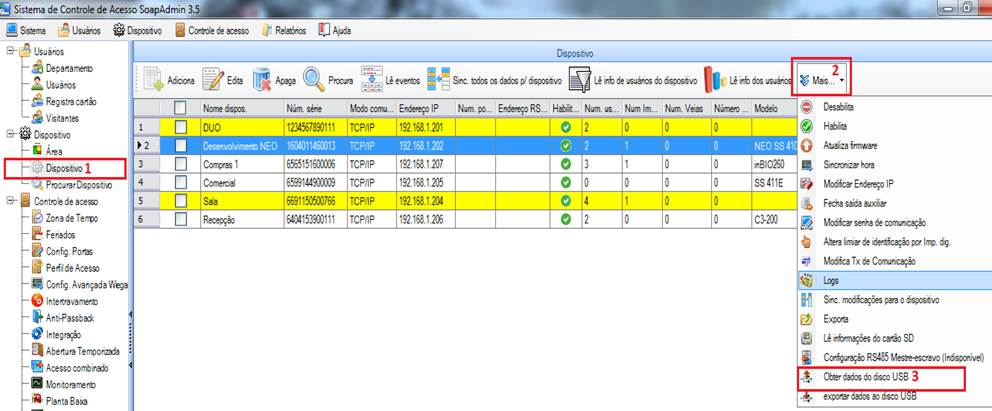 Sistema de Controle de Acesso SoapAdmin 3.5
Sistema Usuários Dispositivo Controle de acesso Relatórios Ajuda
Usuários
Departamento
Usuários
Registra cartão
Visitantes
Dispositivo
Área
Dispositivo 1
Procurar Dispositivo
Controle de acesso
Zona de Tempo
Feriados
Config. Portas
Perfil de Acesso
Config. Avançada Wiega
Intertravamento
Anti-Passback
Integração
Abertura Temporizada
Acesso combinado
Monitoramento
Planta Baixa
Dispositivo
Adiciona Edita Apaga Procura Lê eventos Sinc. todos os dados p/ dispositivo Lê info de usuários do dispositivo Lê info dos usuários Mais... 2
Nome dispos. Núm. série Modo comu... Endereço IP Num. po... Endereço RS... Habilit... Num. us... Num Im... Num. Veias Número ... Modelo
1 DUO 1234567890111 TCP/IP 192.168.1.201 2 0 0 0
2 Desenvolvimento NEO 1604011460013 TCP/IP 192.168.1.202 2 1 0 0 NEO SS 410
3 Compras 1 6565151600006 TCP/IP 192.168.1.207 3 1 0 0 inBIO260
4 Comercial 6599144900009 TCP/IP 192.168.1.205 0 0 0 0 SS 411E
5 Sala 6691150500766 TCP/IP 192.168.1.204 4 1 0 0
6 Recepção 6404153900111 TCP/IP 192.168.1.206 2 0 0 0 C3-200
Desabilita
Habilita
Atualiza firmware
Sincronizar hora
Modificar Endereço IP
Fecha saída auxiliar
Modificar senha de comunicação
Altera limiar de identificação por Imp. dig.
Modifica Tx de Comunicação
Logs
Sinc. modificações para o dispositivo
Exporta
Lê informações do cartão SD
Configuração RS485 Mestre-escravo (Indisponível)
Obter dados do disco USB 3
exportar dados ao disco USB